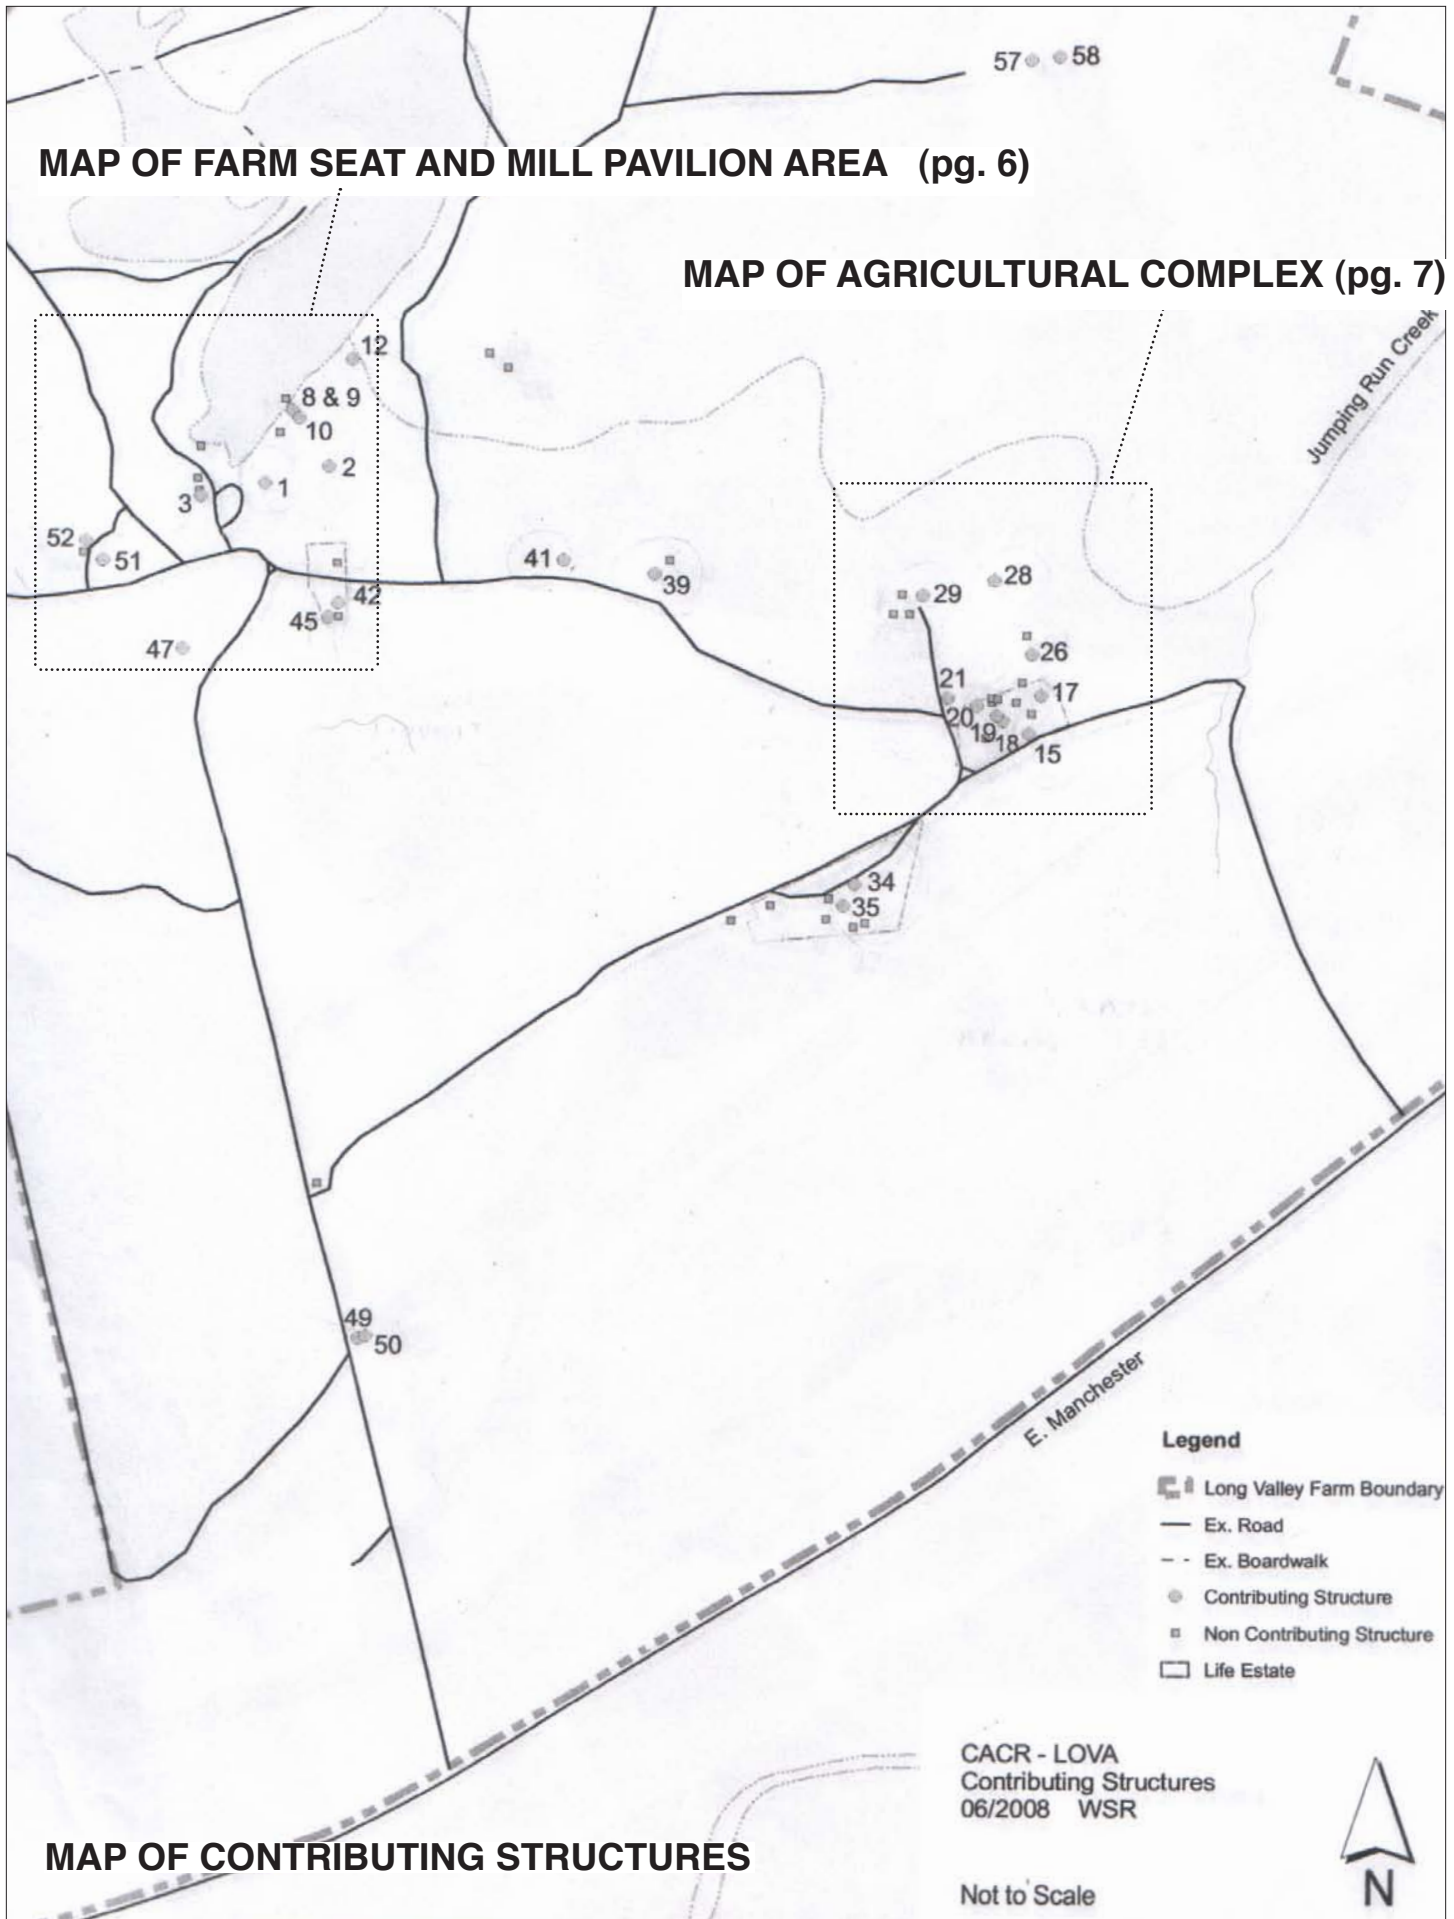 57
58
MAP OF FARM SEAT AND MILL PAVILION AREA (pg. 6)
MAP OF AGRICULTURAL COMPLEX (pg. 7)
Jumping Run Creek
12
8 & 9
10
2
1
3
52
51
41
39
42
45
47
28
29
26
21
17
20
19
18
15
34
35
49
50
E. Manchester
Legend
Long Valley Farm Boundary
Ex. Road
Ex. Boardwalk
Contributing Structure
Non Contributing Structure
Life Estate
CACR - LOVA
Contributing Structures
06/2008 WSR
MAP OF CONTRIBUTING STRUCTURES
Not to Scale
N